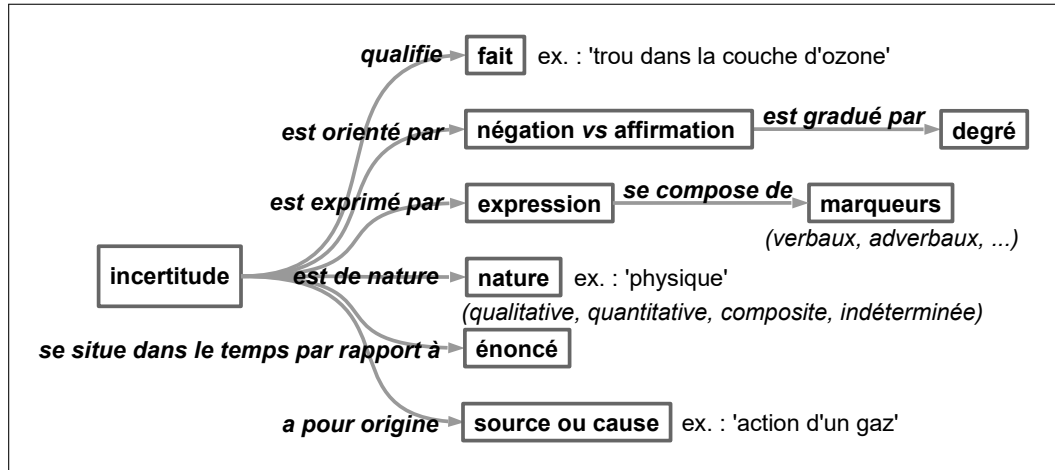 qualifie fait ex. : 'trou dans la couche d'ozone'
est orienté par négation vs affirmation est gradué par degré
est exprimé par expression se compose de marqueurs
(verbaux, adverbaux, ...)
incertitude est de nature nature ex. : 'physique'
(qualitative, quantitative, composite, indéterminée)
se situe dans le temps par rapport à énoncé
a pour origine source ou cause ex. : 'action d'un gaz'